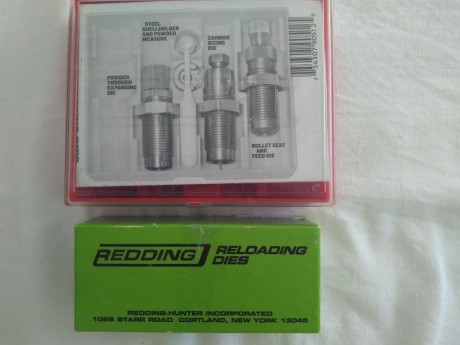 STEEL
SHELLHOLDER
AND POWDER
MEASURE
CARBIDE
SIZING
DIE
POWDER
THROUGH
EXPANDING
DIE
BULLET SEAT
AND
FEED DIE
REDDING
RELOADING
DIES
REDDING-HUNTER INCORPORATED
1089 STARR ROAD CORTLAND, NEW YORK 13045